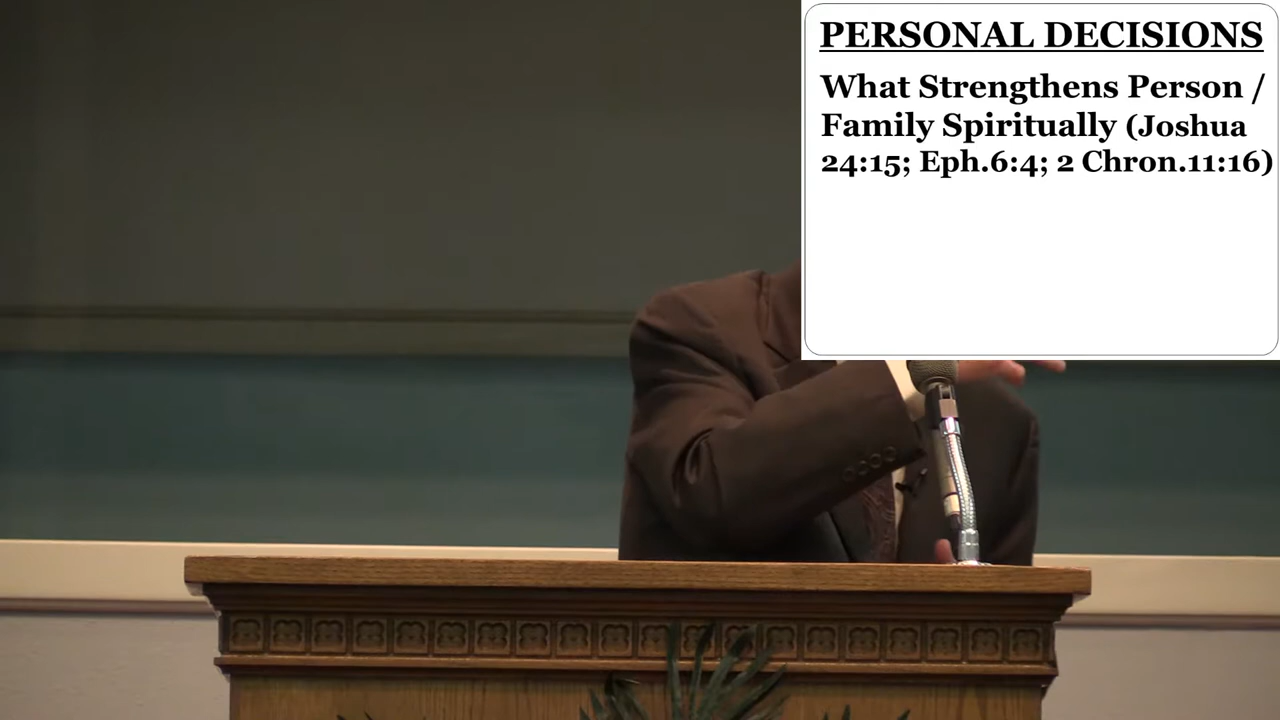 PERSONAL DECISIONS
What Strengthens Person /
Family Spiritually (Joshua
24:15; Eph.6:4; 2 Chron.11:16)